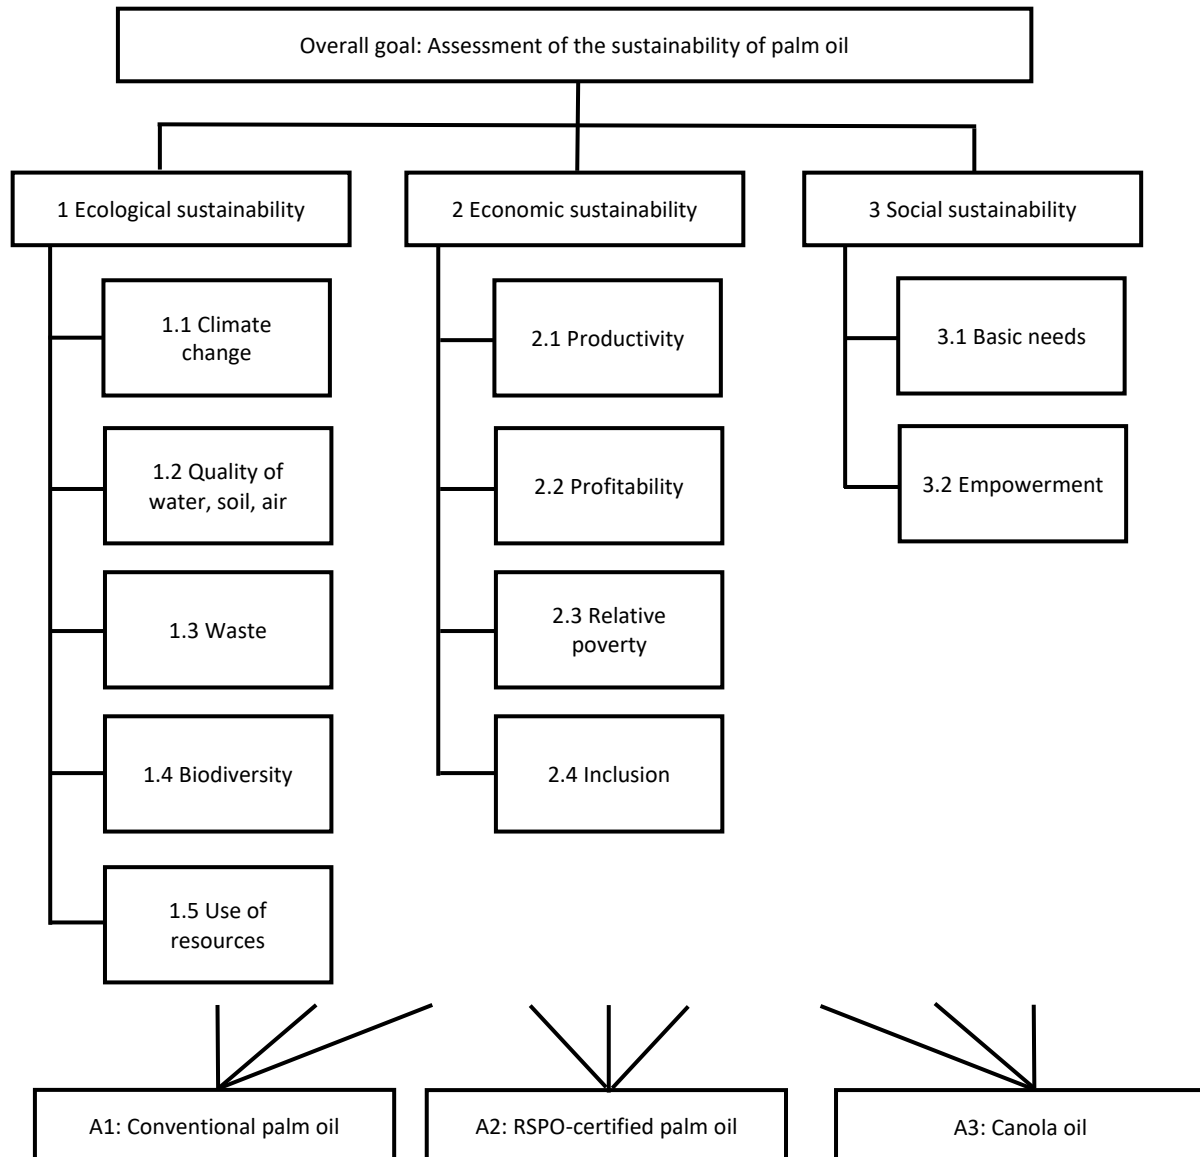 Overall goal: Assessment of the sustainability of palm oil
1 Ecological sustainability
2 Economic sustainability
3 Social sustainability
1.1 Climate
change
2.1 Productivity
3.1 Basic needs
1.2 Quality of
water, soil, air
2.2 Profitability
3.2 Empowerment
1.3 Waste
2.3 Relative
poverty
1.4 Biodiversity
2.4 Inclusion
1.5 Use of
resources
A1: Conventional palm oil
A2: RSPO-certified palm oil
A3: Canola oil